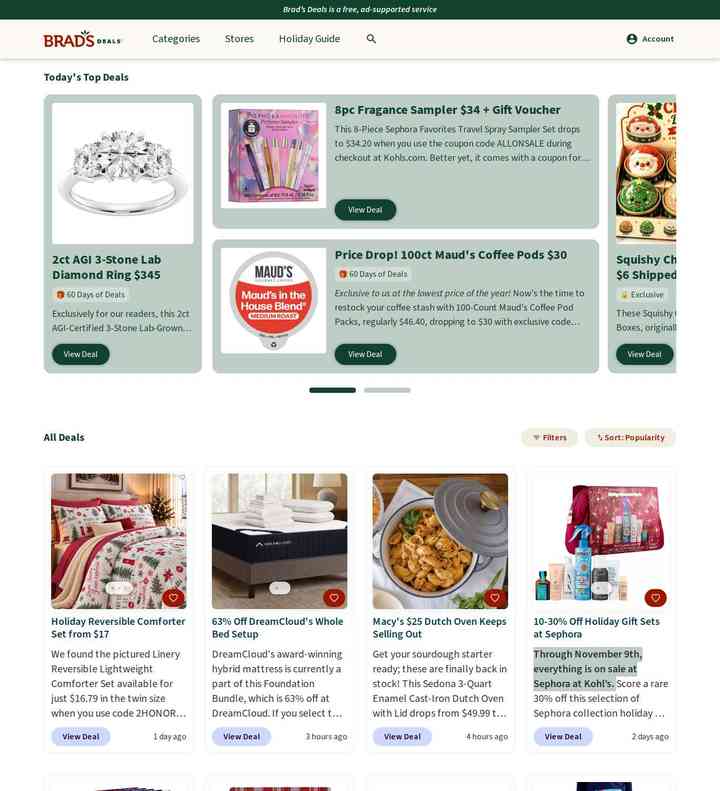 Brad's Deals is a free, ad-supported service
BRAD'S DEALS
Categories
Stores
Holiday Guide
Account
Today's Top Deals
2ct AGI 3-Stone Lab
Diamond Ring $345
60 Days of Deals
Exclusively for our readers, this 2ct
AGI-Certified 3-Stone Lab-Grown…
View Deal
8pc Fragance Sampler $34 + Gift Voucher
This 8-Piece Sephora Favorites Travel Spray Sampler Set drops
to $34.20 when you use the coupon code ALLONSALE during
checkout at Kohls.com. Better yet, it comes with a coupon for…
View Deal
MAUD'S
Maud's in the
House Blend
MEDIUM ROAST
Price Drop! 100ct Maud's Coffee Pods $30
60 Days of Deals
Exclusive to us at the lowest price of the year! Now's the time to
restock your coffee stash with 100-Count Maud's Coffee Pod
Packs, regularly $46.40, dropping to $30 with exclusive code…
View Deal
Squishy Ch
$6 Shipped
Exclusive
These Squishy
Boxes, originall
View Deal
All Deals
Filters
Sort: Popularity
Holiday Reversible Comforter
Set from $17
We found the pictured Linery
Reversible Lightweight
Comforter Set available for
just $16.79 in the twin size
when you use code 2HONOR…
View Deal
1 day ago
63% Off DreamCloud's Whole
Bed Setup
DreamCloud's award-winning
hybrid mattress is currently a
part of this Foundation
Bundle, which is 63% off at
DreamCloud. If you select t…
View Deal
3 hours ago
Macy's $25 Dutch Oven Keeps
Selling Out
Get your sourdough starter
ready; these are finally back in
stock! This Sedona 3-Quart
Enamel Cast-Iron Dutch Oven
with Lid drops from $49.99 t…
View Deal
4 hours ago
10-30% Off Holiday Gift Sets
at Sephora
Through November 9th,
everything is on sale at
Sephora at Kohl's. Score a rare
30% off this selection of
Sephora collection holiday …
View Deal
2 days ago